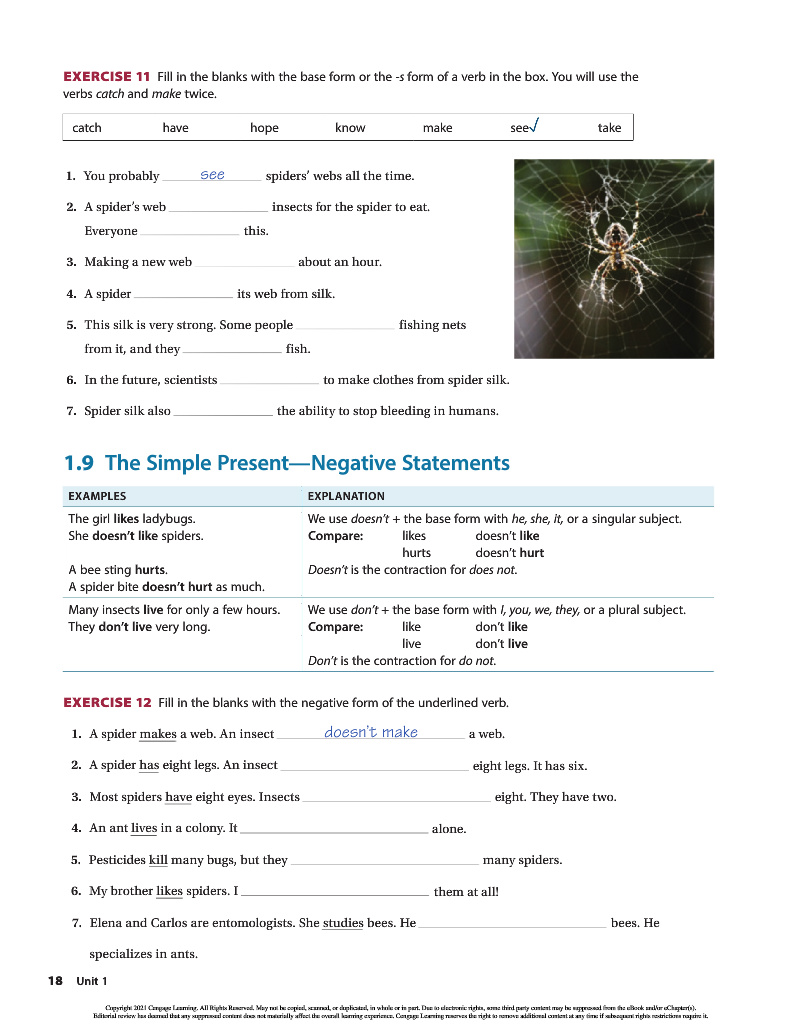 EXERCISE 11 Fill in the blanks with the base form or the -s form of a verb in the box. You will use the
verbs catch and make twice.
catch have hope know make see√ take
1. You probably see spiders' webs all the time.
2. A spider's web ____________ insects for the spider to eat.
Everyone ____________ this.
3. Making a new web ____________ about an hour.
4. A spider ____________ its web from silk.
5. This silk is very strong. Some people ____________ fishing nets
from it, and they ____________ fish.
6. In the future, scientists ____________ to make clothes from spider silk.
7. Spider silk also ____________ the ability to stop bleeding in humans.
1.9 The Simple Present—Negative Statements
EXAMPLES EXPLANATION
The girl likes ladybugs. We use doesn't + the base form with he, she, it, or a singular subject.
She doesn't like spiders. Compare: likes doesn't like
hurts doesn't hurt
A bee sting hurts. Doesn't is the contraction for does not.
A spider bite doesn't hurt as much.
Many insects live for only a few hours. We use don't + the base form with I, you, we, they, or a plural subject.
They don't live very long. Compare: like don't like
live don't live
Don't is the contraction for do not.
EXERCISE 12 Fill in the blanks with the negative form of the underlined verb.
1. A spider makes a web. An insect doesn't make a web.
2. A spider has eight legs. An insect ____________ eight legs. It has six.
3. Most spiders have eight eyes. Insects ____________ eight. They have two.
4. An ant lives in a colony. It ____________ alone.
5. Pesticides kill many bugs, but they ____________ many spiders.
6. My brother likes spiders. I ____________ them at all!
7. Elena and Carlos are entomologists. She studies bees. He ____________ bees. He
specializes in ants.
18 Unit 1
Copyright 2021 Cengage Learning. All Rights Reserved. May not be copied, scanned, or duplicated, in whole or in part. Due to electronic rights, some third party content may be suppressed from the eBook and/or eChapter(s).
Editorial review has deemed that any suppressed content does not materially affect the overall learning experience. Cengage Learning reserves the right to remove additional content at any time if subsequent rights restrictions require it.